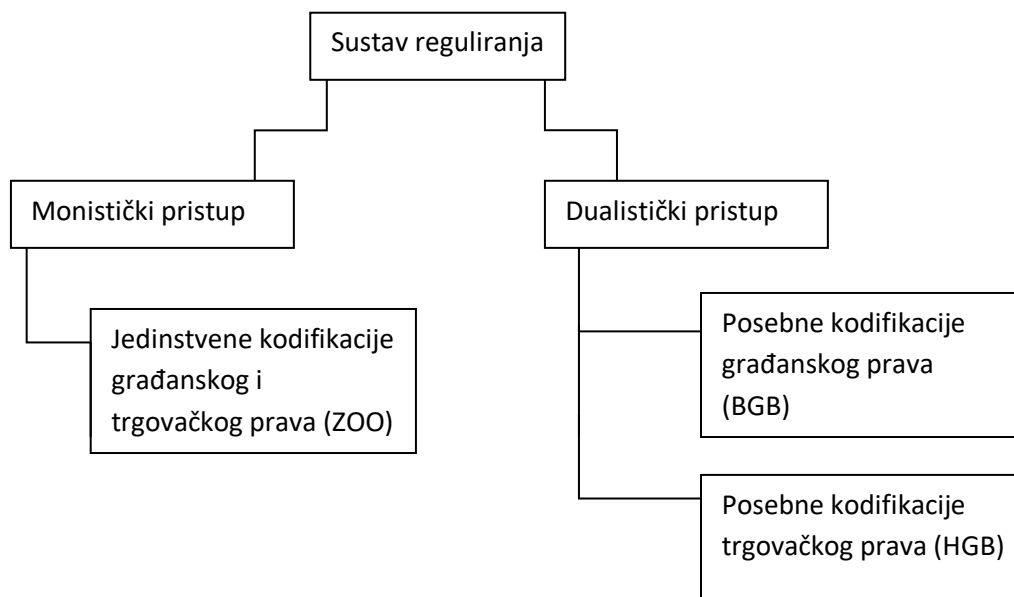 Sustav reguliranja
Monistički pristup
Dualistički pristup
Jedinstvene kodifikacije
građanskog i
trgovačkog prava (ZOO)
Posebne kodifikacije
građanskog prava
(BGB)
Posebne kodifikacije
trgovačkog prava (HGB)